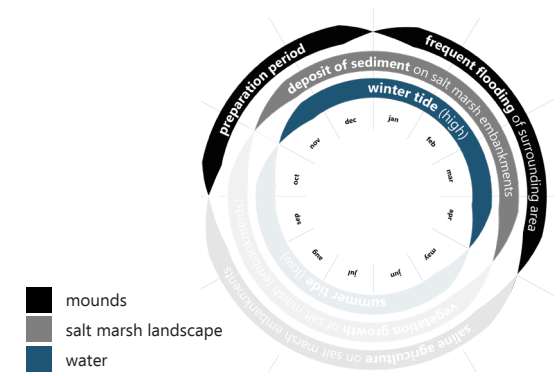 preparation period
frequent flooding of surrounding area
deposit of sediment on salt marsh embankments
winter tide (high)
jan
feb
mar
apr
may
jun
jul
aug
sep
oct
nov
dec
summer tide (low)
vegetation growth of salt marsh (embankments)
saline agriculture on salt marsh embankments
mounds
salt marsh landscape
water